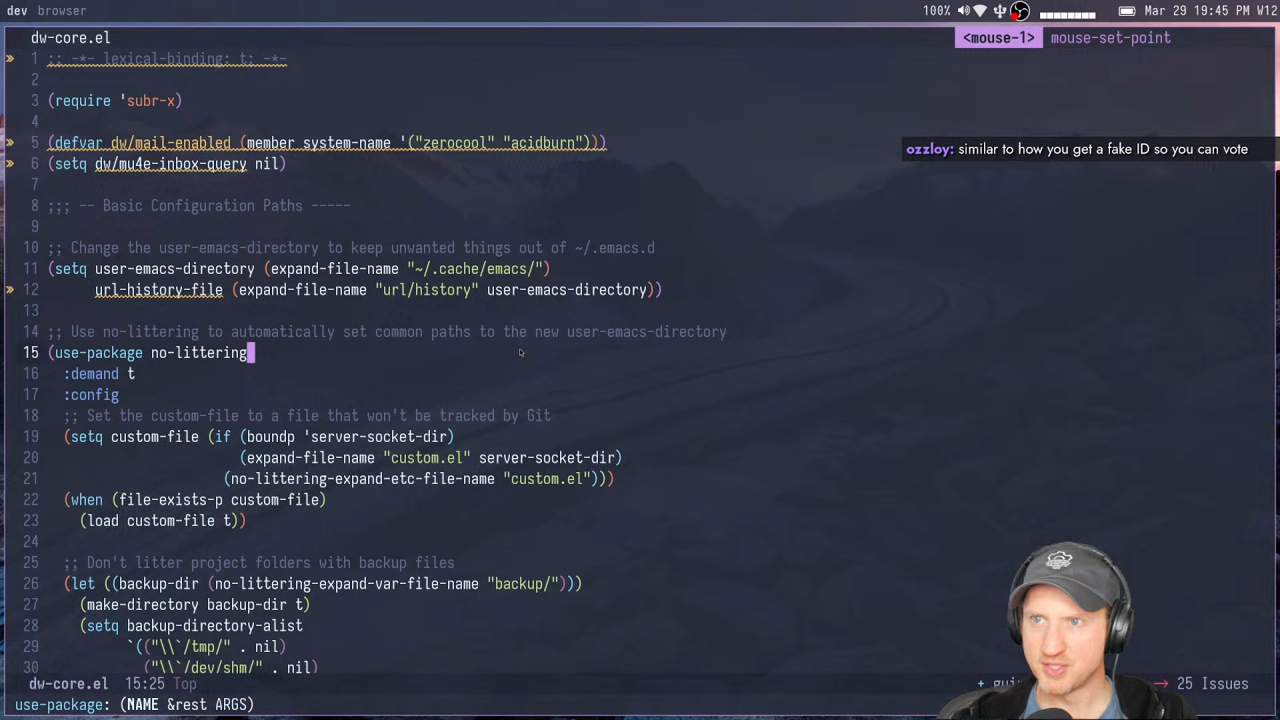 dev browser
100% Mar 29 19:45 PM W12
dw-core.el
<mouse-1> mouse-set-point
1 ;; -*- lexical-binding: t; -*-
2
3 (require 'subr-x)
4
5 (defvar dw/mail-enabled (member system-name '("zerocool" "acidburn")))
ozzloy: similar to how you get a fake ID so you can vote
6 (setq dw/mu4e-inbox-query nil)
7
8 ;;; -- Basic Configuration Paths -----
9
10 ;; Change the user-emacs-directory to keep unwanted things out of ~/.emacs.d
11 (setq user-emacs-directory (expand-file-name "~/.cache/emacs/")
12 url-history-file (expand-file-name "url/history" user-emacs-directory))
13
14 ;; Use no-littering to automatically set common paths to the new user-emacs-directory
15 (use-package no-littering
16 :demand t
17 :config
18 ;; Set the custom-file to a file that won't be tracked by Git
19 (setq custom-file (if (boundp 'server-socket-dir)
20 (expand-file-name "custom.el" server-socket-dir)
21 (no-littering-expand-etc-file-name "custom.el")))
22 (when (file-exists-p custom-file)
23 (load custom-file t))
24
25 ;; Don't litter project folders with backup files
26 (let ((backup-dir (no-littering-expand-var-file-name "backup/")))
27 (make-directory backup-dir t)
28 (setq backup-directory-alist
29 `(("\\`/tmp/" . nil)
30 ("\\`/dev/shm/" . nil)
dw-core.el 15:25 Top
→ 25 Issues
use-package: (NAME &rest ARGS)